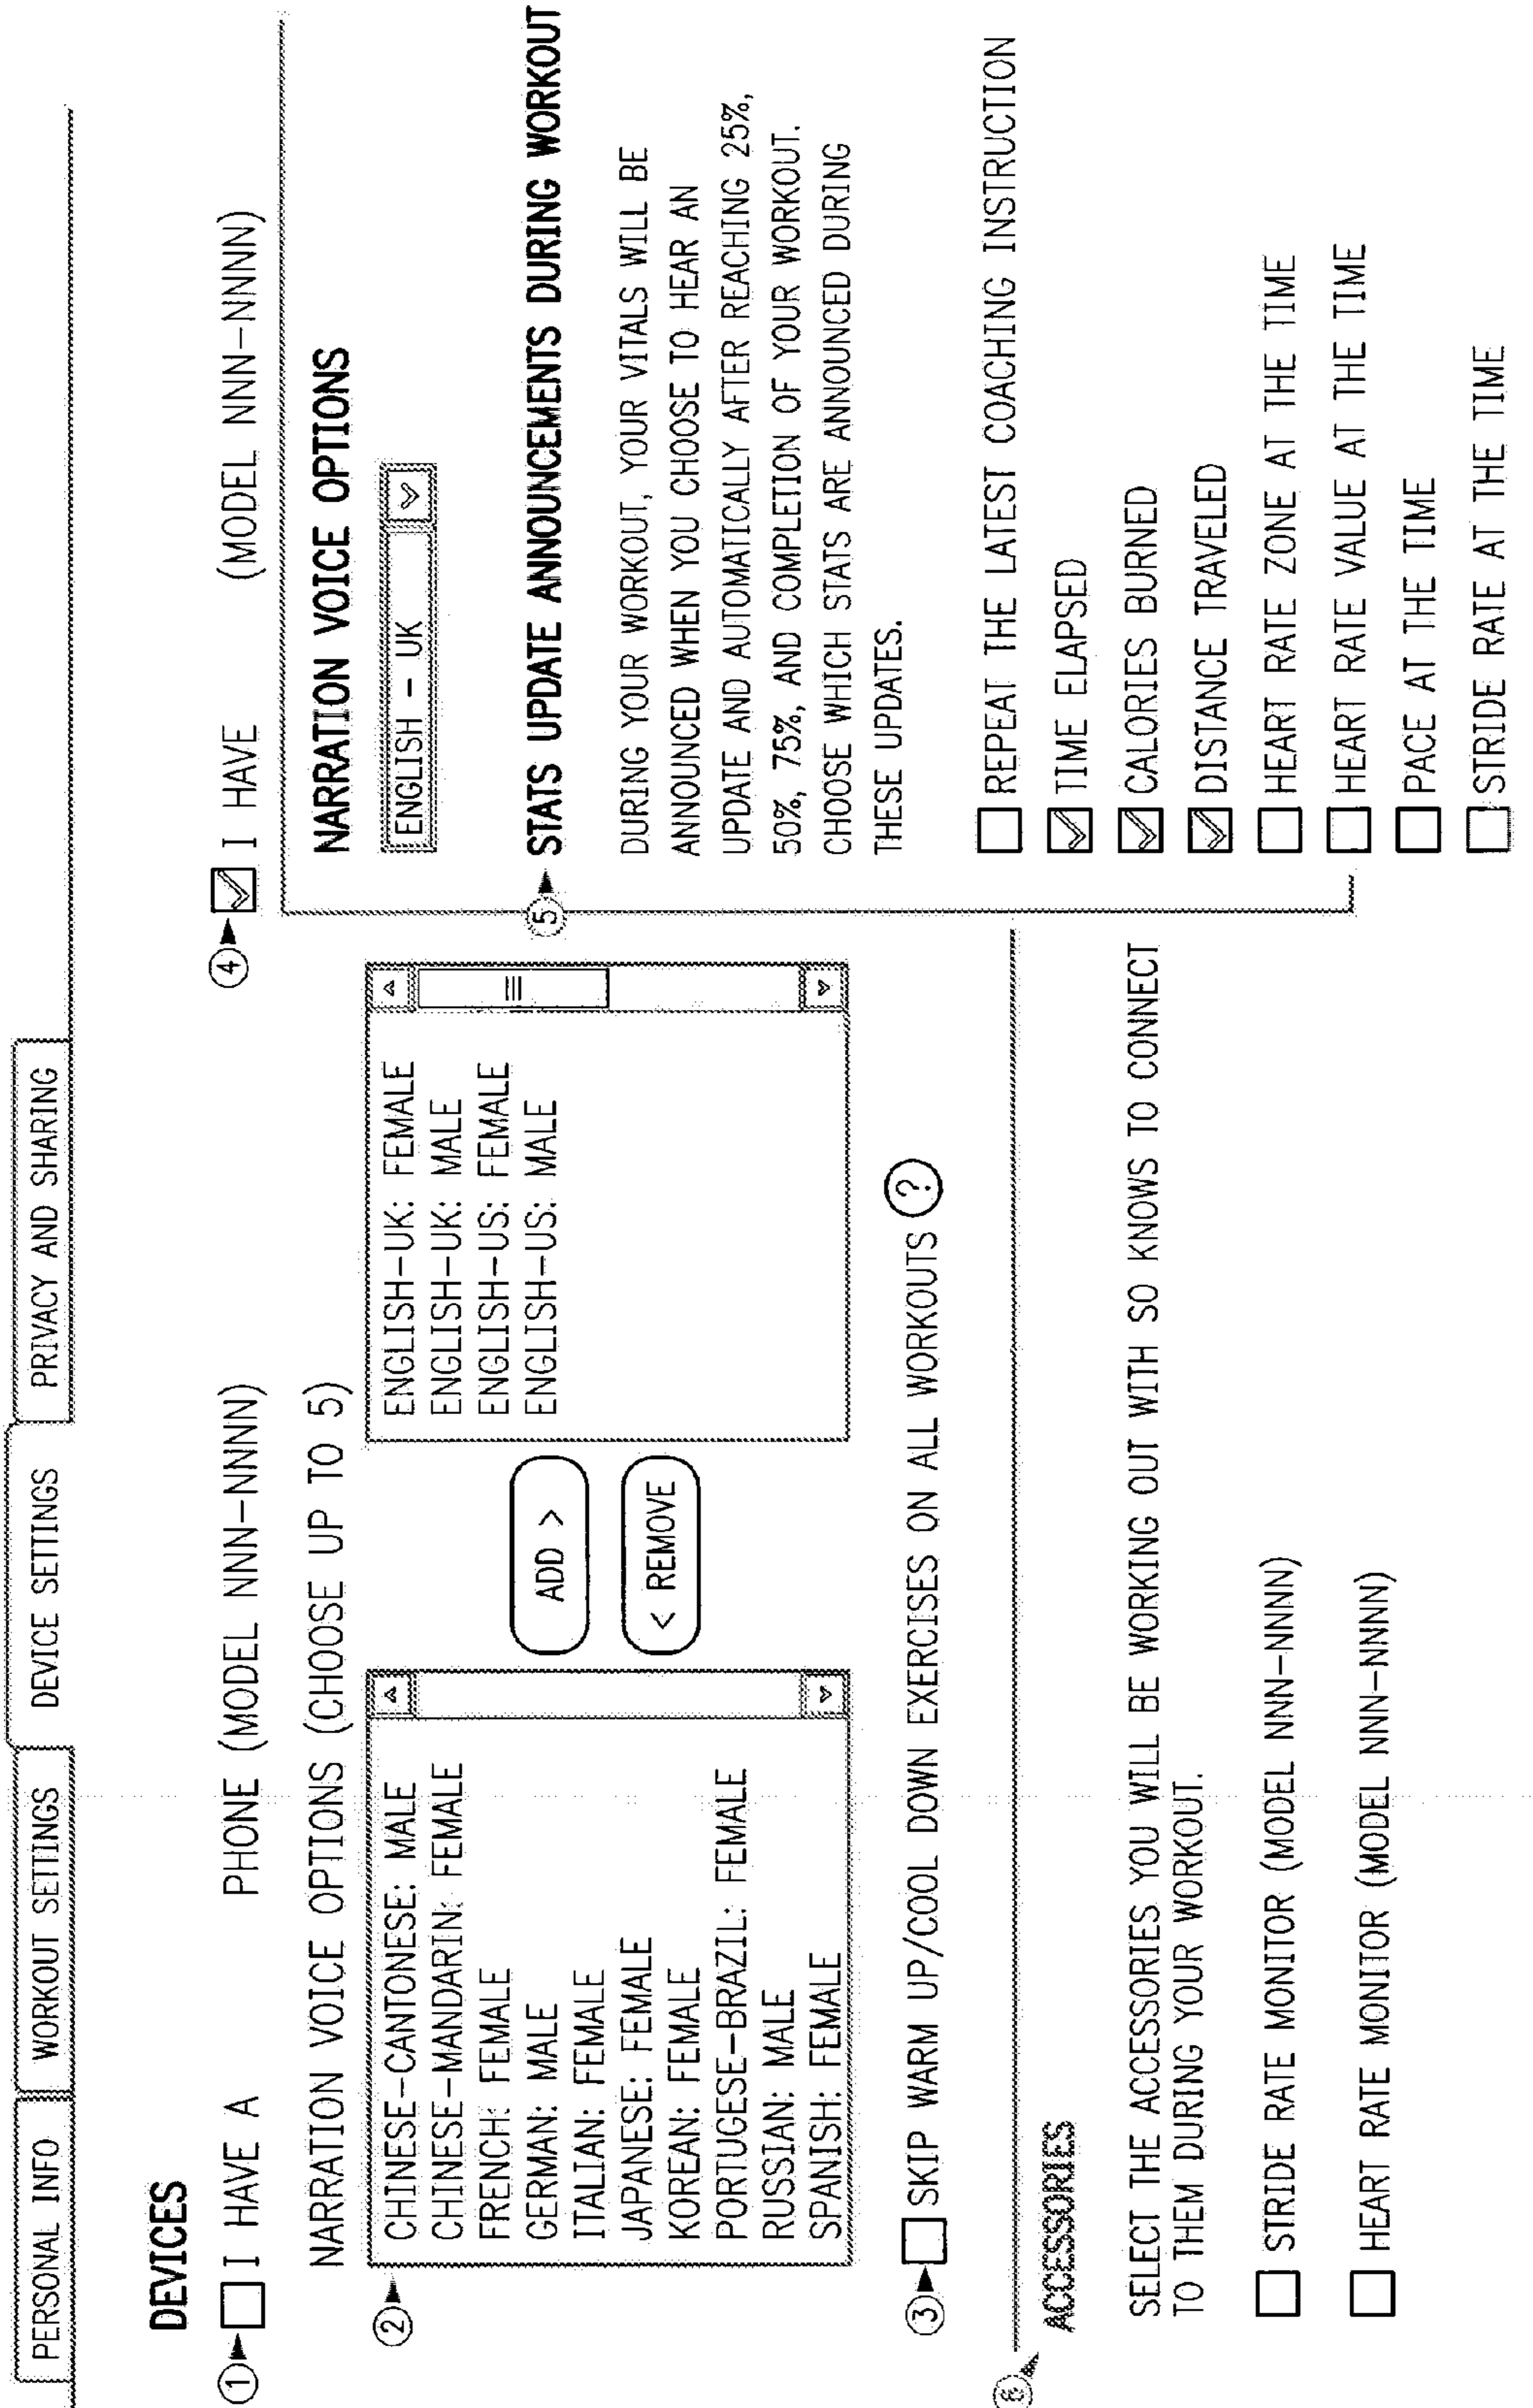 PERSONAL INFO
WORKOUT SETTINGS
DEVICE SETTINGS
PRIVACY AND SHARING
DEVICES
1 I HAVE A PHONE (MODEL NNN-NNNN)
NARRATION VOICE OPTIONS (CHOOSE UP TO 5)
2
CHINESE-CANTONESE: MALE
CHINESE-MANDARIN: FEMALE
FRENCH: FEMALE
GERMAN: MALE
ITALIAN: FEMALE
JAPANESE: FEMALE
KOREAN: FEMALE
PORTUGESE-BRAZIL: FEMALE
RUSSIAN: MALE
SPANISH: FEMALE
ADD >
< REMOVE
ENGLISH-UK: FEMALE
ENGLISH-UK: MALE
ENGLISH-US: FEMALE
ENGLISH-US: MALE
3 SKIP WARM UP/COOL DOWN EXERCISES ON ALL WORKOUTS ?
ACCESSORIES
SELECT THE ACCESSORIES YOU WILL BE WORKING OUT WITH SO KNOWS TO CONNECT
TO THEM DURING YOUR WORKOUT.
STRIDE RATE MONITOR (MODEL NNN-NNNN)
HEART RATE MONITOR (MODEL NNN-NNNN)
4 I HAVE (MODEL NNN-NNNN)
NARRATION VOICE OPTIONS
ENGLISH - UK
5 STATS UPDATE ANNOUNCEMENTS DURING WORKOUT
DURING YOUR WORKOUT, YOUR VITALS WILL BE
ANNOUNCED WHEN YOU CHOOSE TO HEAR AN
UPDATE AND AUTOMATICALLY AFTER REACHING 25%,
50%, 75%, AND COMPLETION OF YOUR WORKOUT.
CHOOSE WHICH STATS ARE ANNOUNCED DURING
THESE UPDATES.
REPEAT THE LATEST COACHING INSTRUCTION
TIME ELAPSED
CALORIES BURNED
DISTANCE TRAVELED
HEART RATE ZONE AT THE TIME
HEART RATE VALUE AT THE TIME
PACE AT THE TIME
STRIDE RATE AT THE TIME